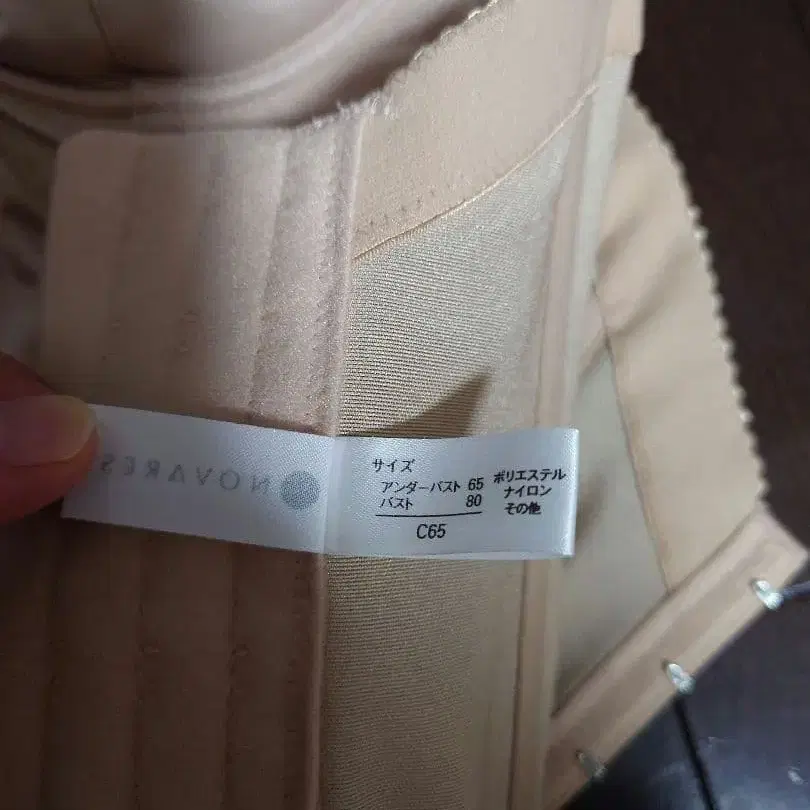 NOVARES
サイズ
アンダーバスト 65
バスト 80
C65
ポリエステル
ナイロン
その他